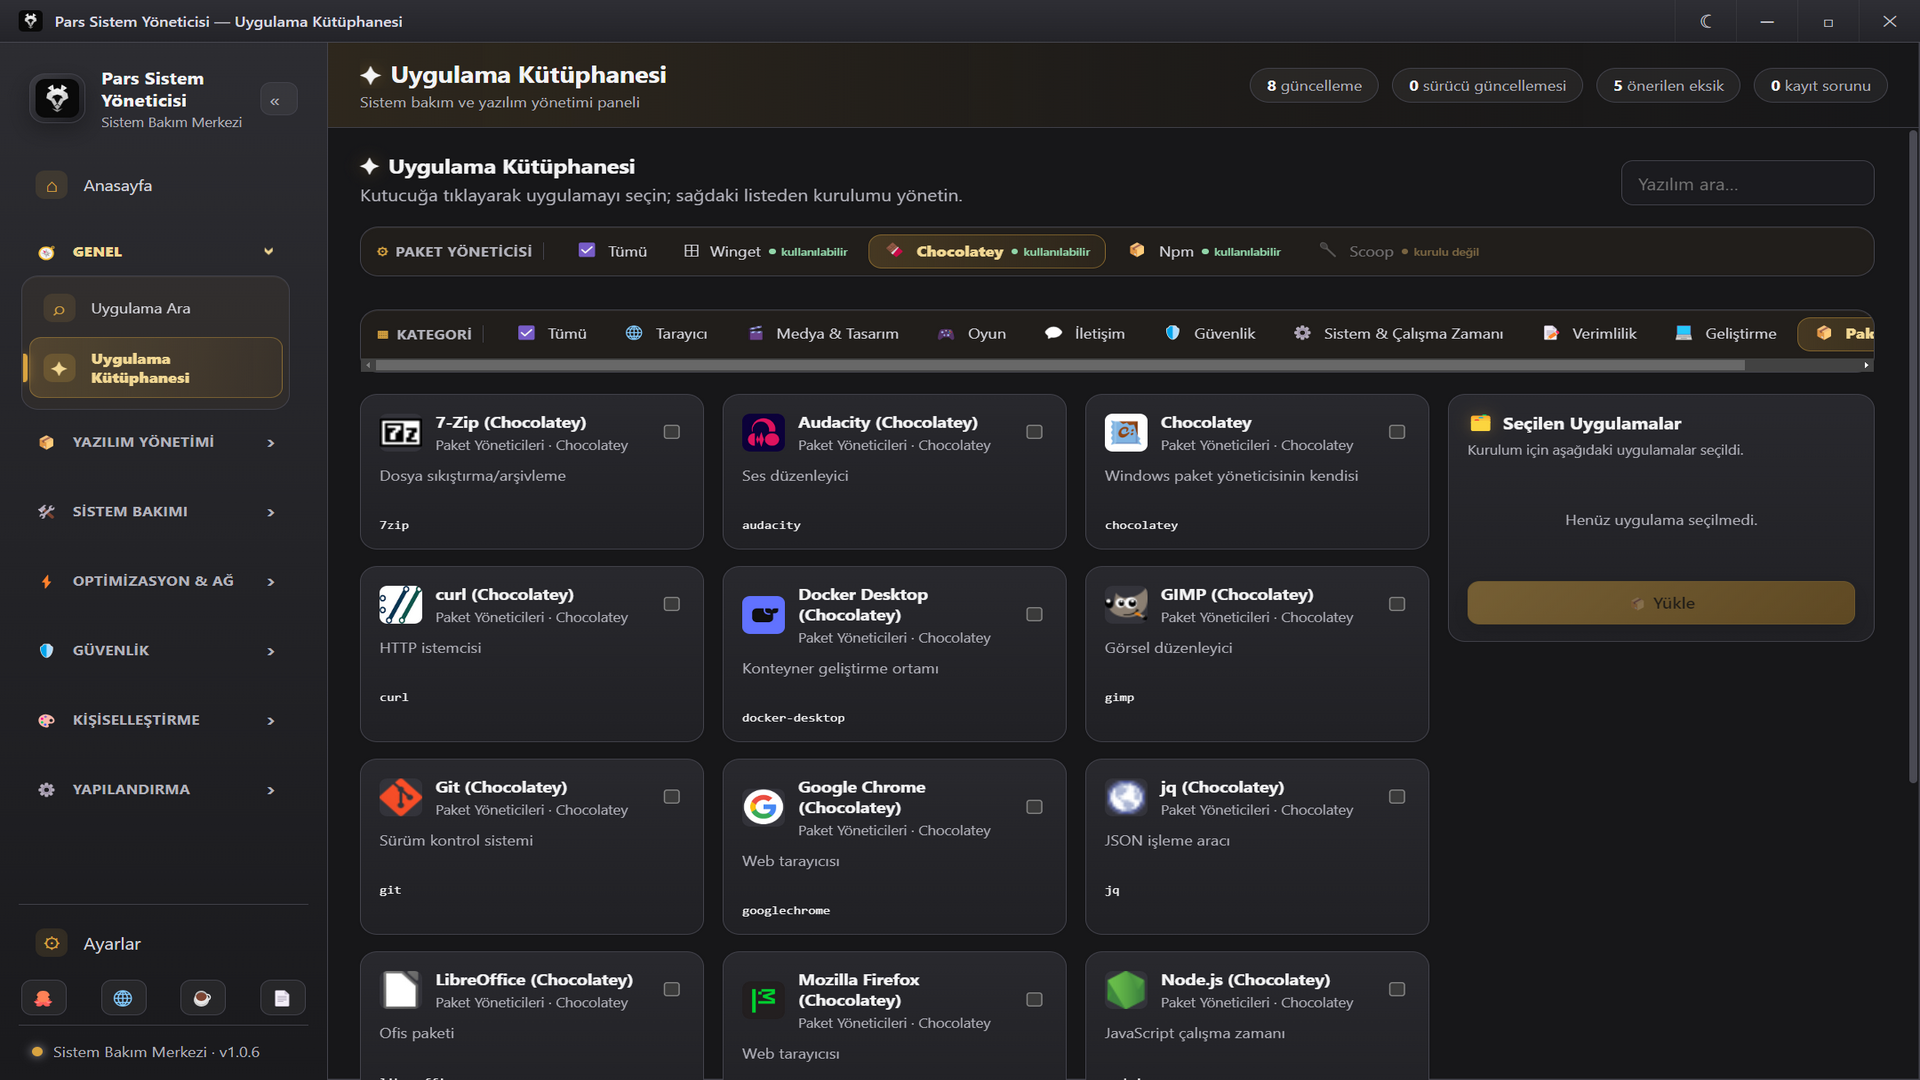 Pars Sistem Yöneticisi — Uygulama Kütüphanesi
Pars Sistem
Yöneticisi
Sistem Bakım Merkezi
«
Anasayfa
GENEL
Uygulama Ara
Uygulama
Kütüphanesi
YAZILIM YÖNETİMİ
SİSTEM BAKIMI
OPTİMİZASYON & AĞ
GÜVENLİK
KİŞİSELLEŞTİRME
YAPILANDIRMA
Ayarlar
Sistem Bakım Merkezi · v1.0.6
Uygulama Kütüphanesi
Sistem bakım ve yazılım yönetimi paneli
8 güncelleme
0 sürücü güncellemesi
5 önerilen eksik
0 kayıt sorunu
Uygulama Kütüphanesi
Kutucuğa tıklayarak uygulamayı seçin; sağdaki listeden kurulumu yönetin.
Yazılım ara...
PAKET YÖNETİCİSİ
Tümü
Winget • kullanılabilir
Chocolatey • kullanılabilir
Npm • kullanılabilir
Scoop • kurulu değil
KATEGORİ
Tümü
Tarayıcı
Medya & Tasarım
Oyun
İletişim
Güvenlik
Sistem & Çalışma Zamanı
Verimlilik
Geliştirme
Pak
7-Zip (Chocolatey)
Paket Yöneticileri · Chocolatey
Dosya sıkıştırma/arşivleme
7zip
Audacity (Chocolatey)
Paket Yöneticileri · Chocolatey
Ses düzenleyici
audacity
Chocolatey
Paket Yöneticileri · Chocolatey
Windows paket yöneticisinin kendisi
chocolatey
curl (Chocolatey)
Paket Yöneticileri · Chocolatey
HTTP istemcisi
curl
Docker Desktop
(Chocolatey)
Paket Yöneticileri · Chocolatey
Konteyner geliştirme ortamı
docker-desktop
GIMP (Chocolatey)
Paket Yöneticileri · Chocolatey
Görsel düzenleyici
gimp
Git (Chocolatey)
Paket Yöneticileri · Chocolatey
Sürüm kontrol sistemi
git
Google Chrome
(Chocolatey)
Paket Yöneticileri · Chocolatey
Web tarayıcısı
googlechrome
jq (Chocolatey)
Paket Yöneticileri · Chocolatey
JSON işleme aracı
jq
LibreOffice (Chocolatey)
Paket Yöneticileri · Chocolatey
Ofis paketi
Mozilla Firefox
(Chocolatey)
Paket Yöneticileri · Chocolatey
Web tarayıcısı
Node.js (Chocolatey)
Paket Yöneticileri · Chocolatey
JavaScript çalışma zamanı
Seçilen Uygulamalar
Kurulum için aşağıdaki uygulamalar seçildi.
Henüz uygulama seçilmedi.
Yükle